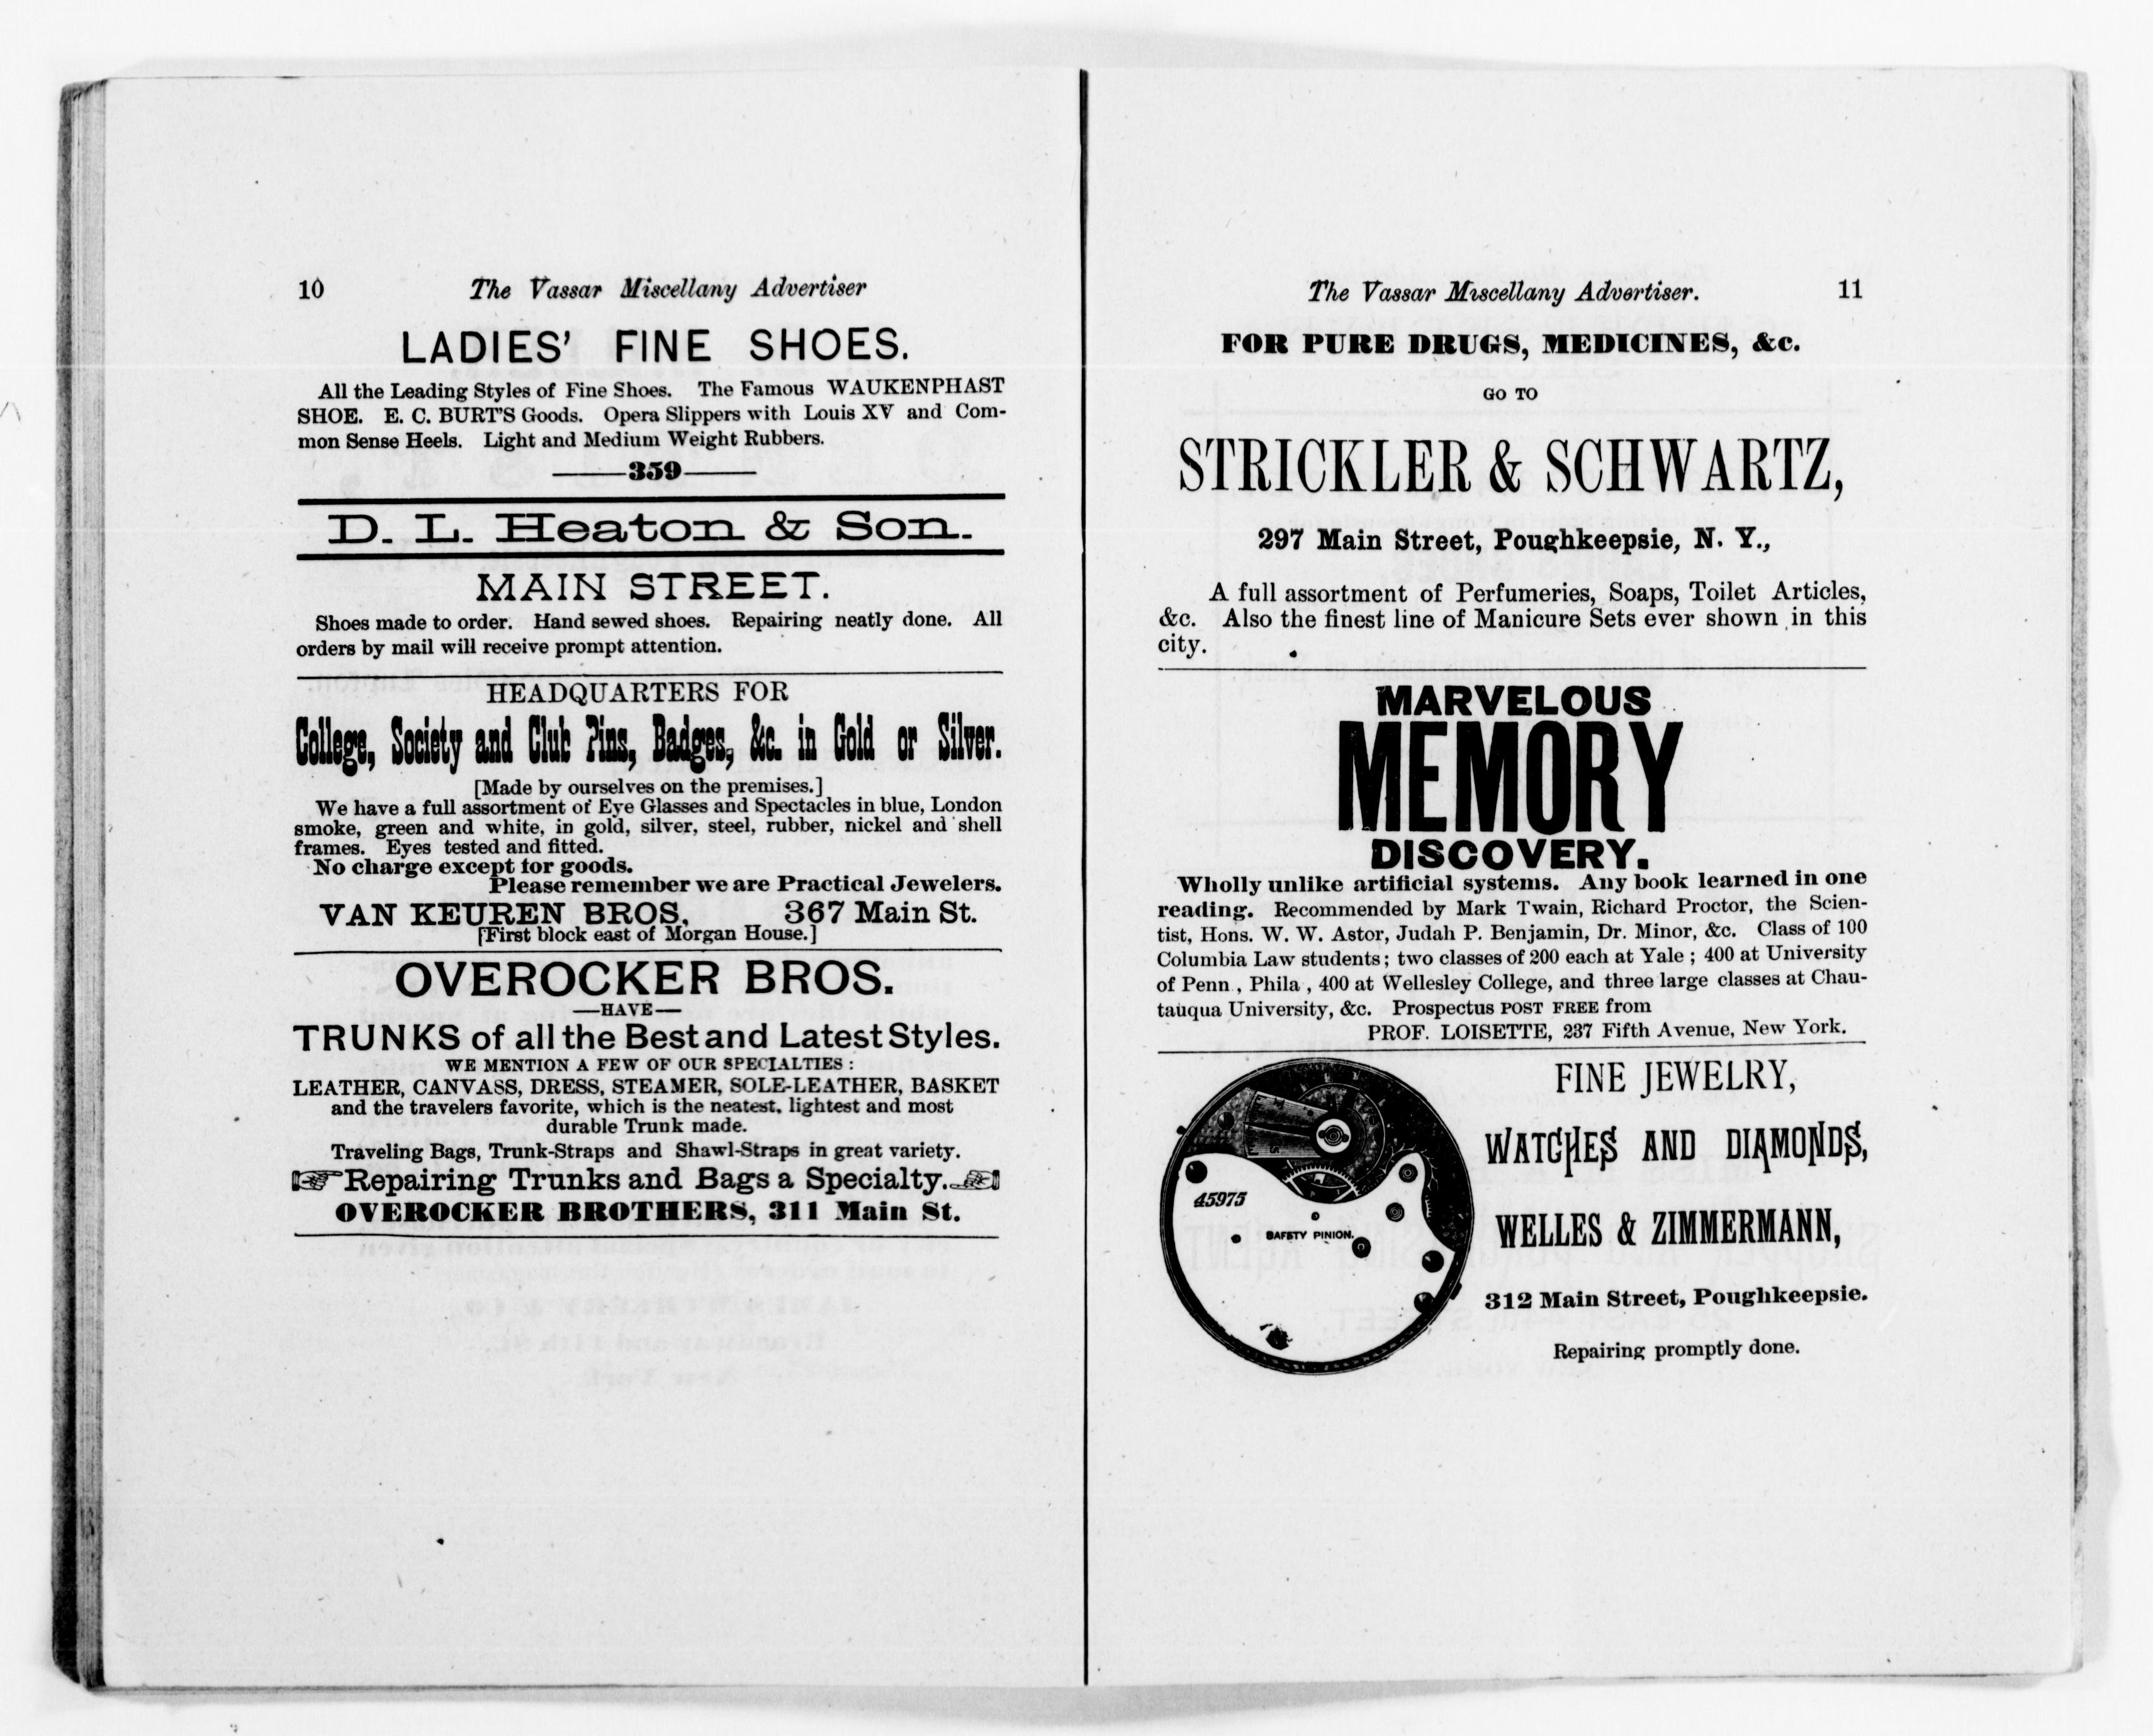 10 The Vassar Miscellany Advertiser
LADIES' FINE SHOES.
All the Leading Styles of Fine Shoes. The Famous WAUKENPHAST
SHOE. E. C. BURT'S Goods. Opera Slippers with Louis XV and Com-
mon Sense Heels. Light and Medium Weight Rubbers.
—359—
D. L. Heaton & Son.
MAIN STREET.
Shoes made to order. Hand sewed shoes. Repairing neatly done. All
orders by mail will receive prompt attention.
HEADQUARTERS FOR
College, Society and Club Pins, Badges, &c. in Gold or Silver.
[Made by ourselves on the premises.]
We have a full assortment of Eye Glasses and Spectacles in blue, London
smoke, green and white, in gold, silver, steel, rubber, nickel and shell
frames. Eyes tested and fitted.
No charge except for goods.
Please remember we are Practical Jewelers.
VAN KEUREN BROS. 367 Main St.
[First block east of Morgan House.]
OVEROCKER BROS.
—HAVE—
TRUNKS of all the Best and Latest Styles.
WE MENTION A FEW OF OUR SPECIALTIES :
LEATHER, CANVASS, DRESS, STEAMER, SOLE-LEATHER, BASKET
and the travelers favorite, which is the neatest, lightest and most
durable Trunk made.
Traveling Bags, Trunk-Straps and Shawl-Straps in great variety.
☞Repairing Trunks and Bags a Specialty.☜
OVEROCKER BROTHERS, 311 Main St.
The Vassar Miscellany Advertiser. 11
FOR PURE DRUGS, MEDICINES, &c.
GO TO
STRICKLER & SCHWARTZ,
297 Main Street, Poughkeepsie, N. Y.,
A full assortment of Perfumeries, Soaps, Toilet Articles,
&c. Also the finest line of Manicure Sets ever shown in this
city.
MARVELOUS
MEMORY
DISCOVERY.
Wholly unlike artificial systems. Any book learned in one
reading. Recommended by Mark Twain, Richard Proctor, the Scien-
tist, Hons. W. W. Astor, Judah P. Benjamin, Dr. Minor, &c. Class of 100
Columbia Law students; two classes of 200 each at Yale ; 400 at University
of Penn , Phila , 400 at Wellesley College, and three large classes at Chau-
tauqua University, &c. Prospectus POST FREE from
PROF. LOISETTE, 237 Fifth Avenue, New York.
45975
SAFETY PINION.
FINE JEWELRY,
WATCHES AND DIAMONDS,
WELLES & ZIMMERMANN,
312 Main Street, Poughkeepsie.
Repairing promptly done.